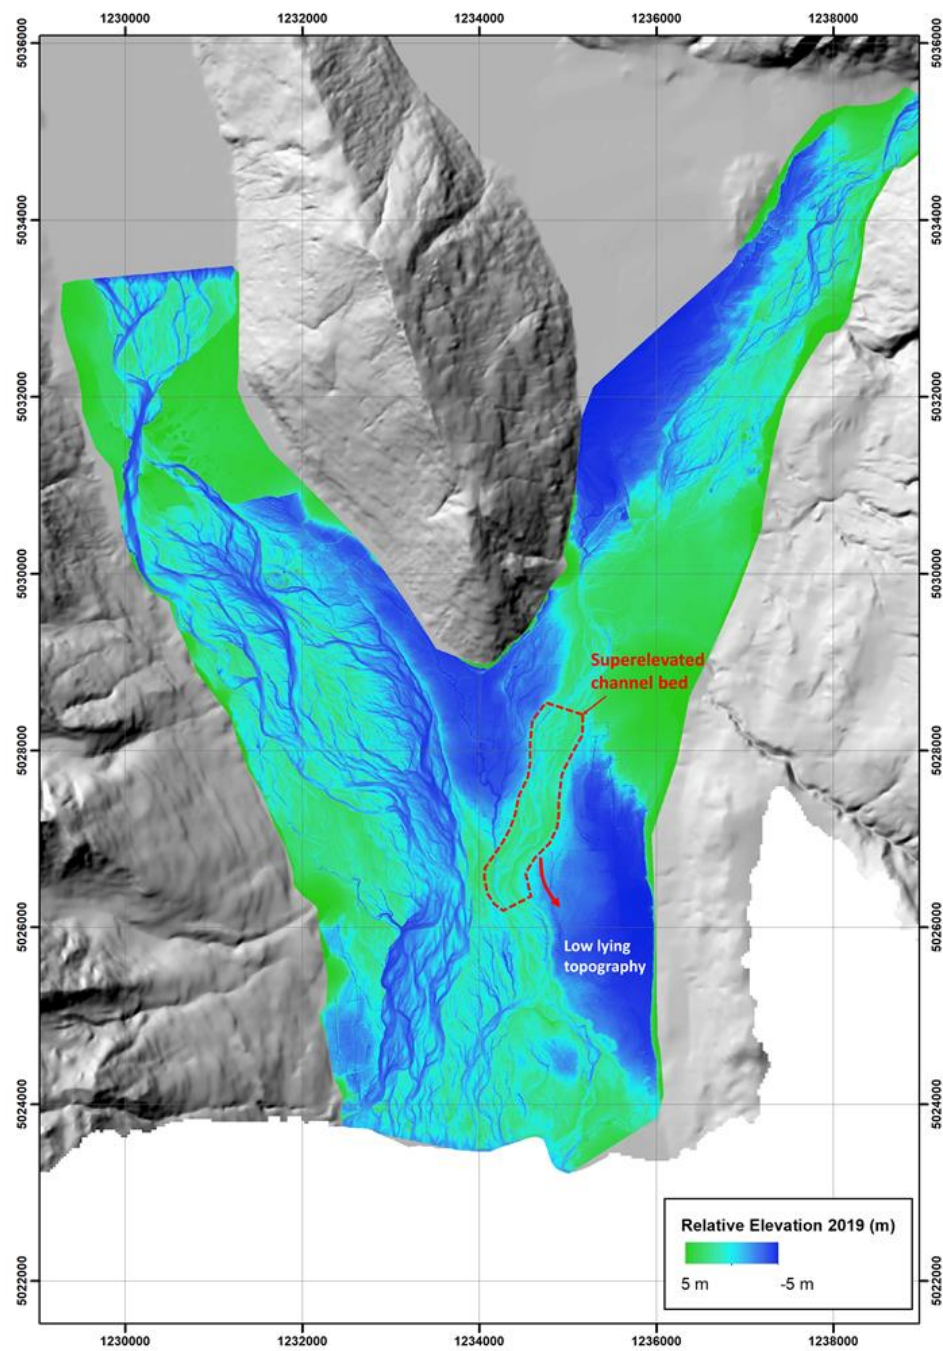 1230000 1232000 1234000 1236000 1238000
5036000 5036000
5034000 5034000
5032000 5032000
5030000 5030000
Superelevated
channel bed
5028000 5028000
5026000 5026000
Low lying
topography
5024000 5024000
Relative Elevation 2019 (m)
5 m -5 m
5022000 5022000
1230000 1232000 1234000 1236000 1238000